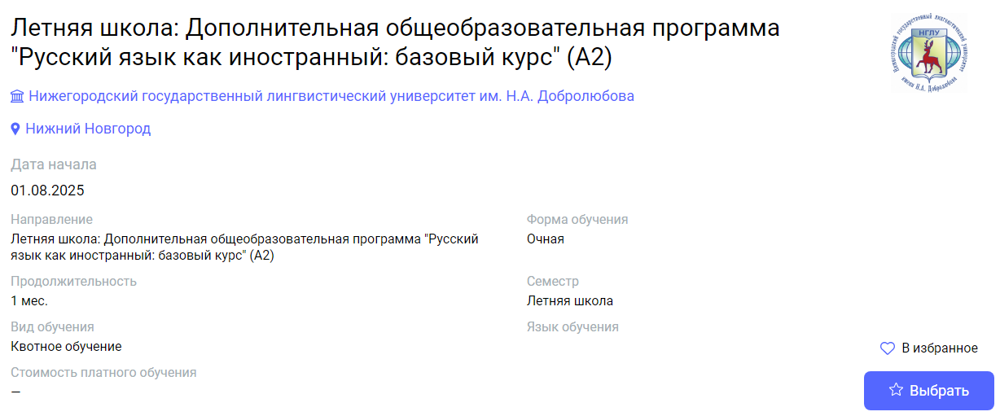 Летняя школа: Дополнительная общеобразовательная программа
"Русский язык как иностранный: базовый курс" (А2)
Нижегородский государственный лингвистический университет
НГЛУ
имени Н.А. Добролюбова
Нижегородский государственный лингвистический университет им. Н.А. Добролюбова
Нижний Новгород
Дата начала
01.08.2025
Направление
Летняя школа: Дополнительная общеобразовательная программа "Русский
язык как иностранный: базовый курс" (А2)
Форма обучения
Очная
Продолжительность
1 мес.
Семестр
Летняя школа
Вид обучения
Квотное обучение
Язык обучения
Стоимость платного обучения
—
В избранное
Выбрать